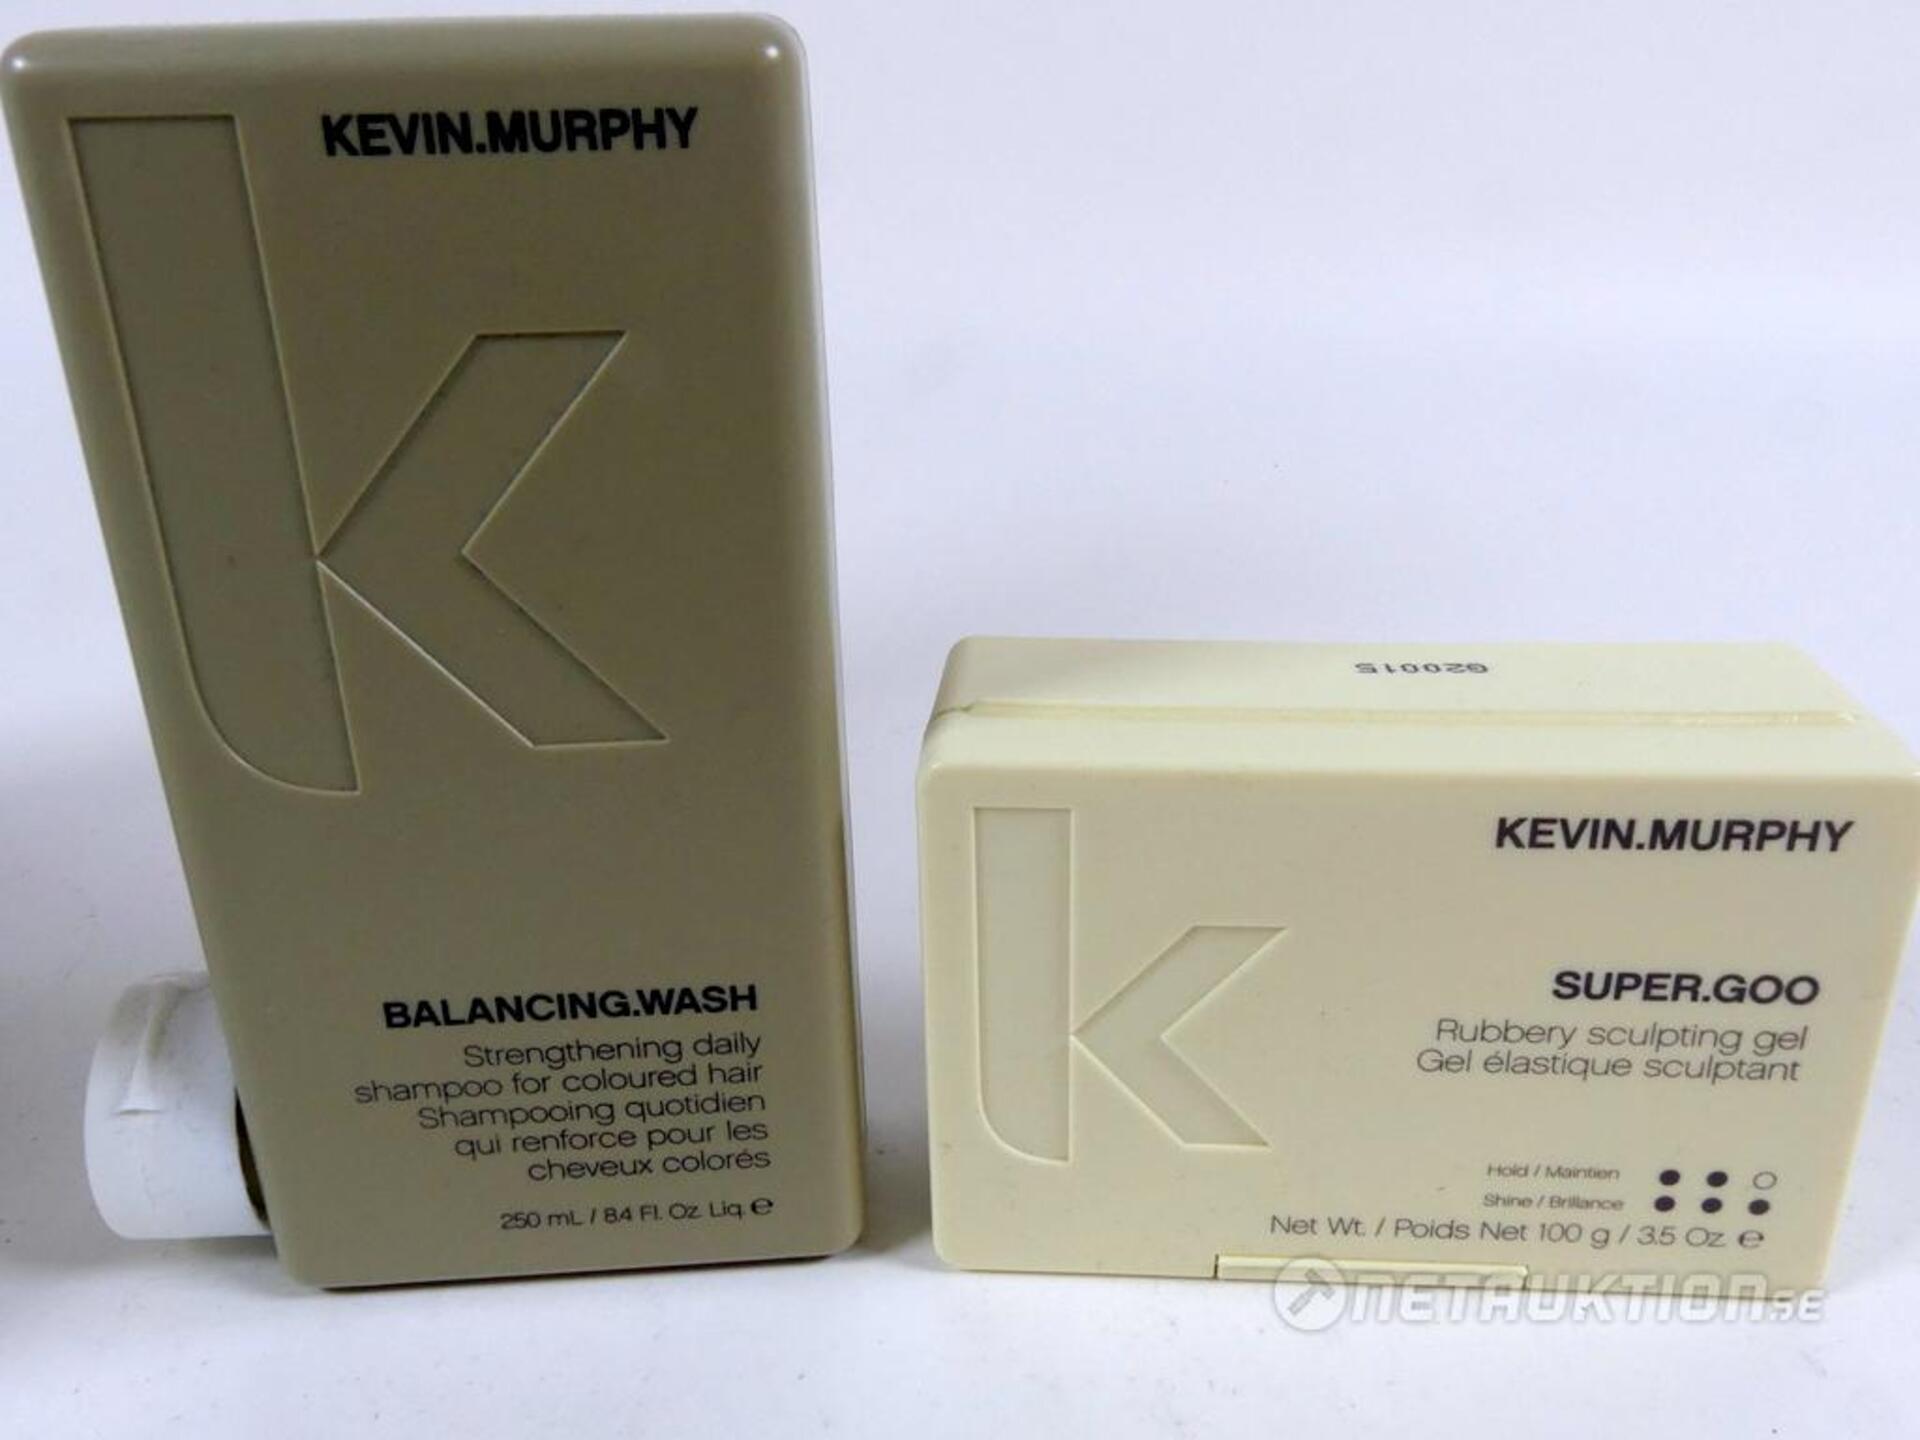 KEVIN.MURPHY
BALANCING.WASH
Strengthening daily
shampoo for coloured hair
Shampooing quotidien
qui renforce pour les
cheveux colorés
250 mL / 8.4 Fl. Oz. Liq. ℮
G20015
KEVIN.MURPHY
SUPER.GOO
Rubbery sculpting gel
Gel élastique sculptant
Hold / Maintien
Shine / Brillance
Net Wt. / Poids Net 100 g / 3.5 Oz. ℮
NETAUKTION.SE